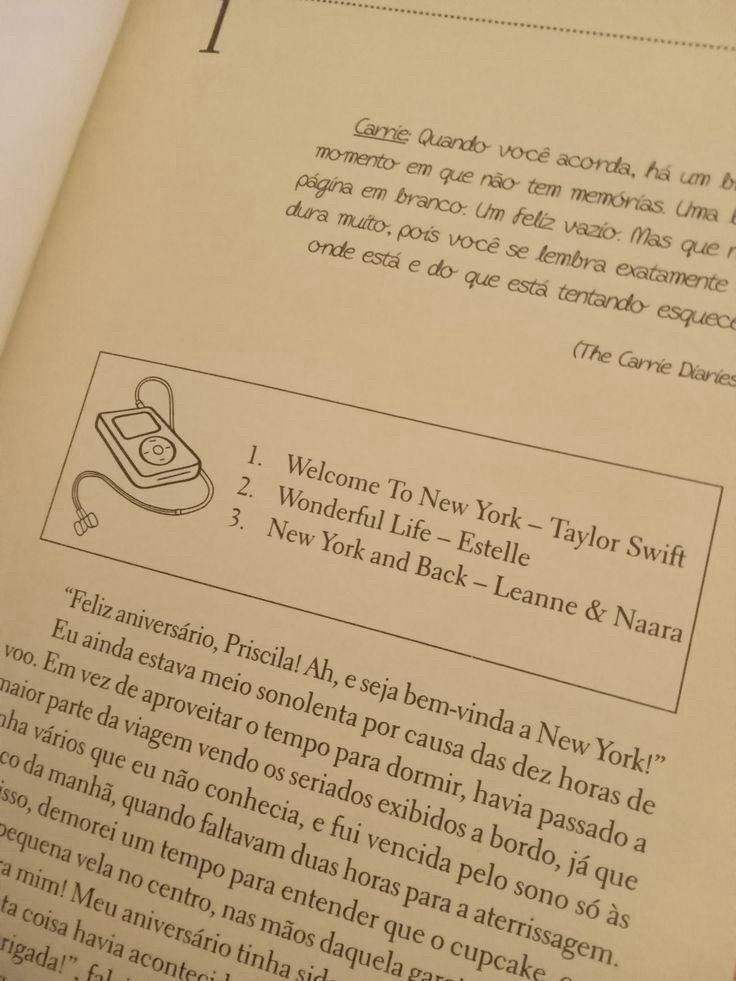 1
Carrie: Quando você acorda, há um
momento em que não tem memórias. Uma
página em branco. Um feliz vazio. Mas que
dura muito, pois você se lembra exatamente
onde está e do que está tentando
(The Carrie Diaries
1. Welcome To New York – Taylor Swift
2. Wonderful Life – Estelle
3. New York and Back – Leanne & Naara
“Feliz aniversário, Priscila! Ah, e seja bem-vinda a New York!”
Eu ainda estava meio sonolenta por causa das dez horas de
voo. Em vez de aproveitar o tempo para dormir, havia passado a
maior parte da viagem vendo os seriados exibidos a bordo, já que
vários que eu não conhecia, e fui vencida pelo sono só às
da manhã, quando faltavam duas horas para a aterrissagem.
isso, demorei um tempo para entender que o cupcake,
pequena vela no centro, nas mãos daquela
mim! Meu aniversário tinha
coisa havia